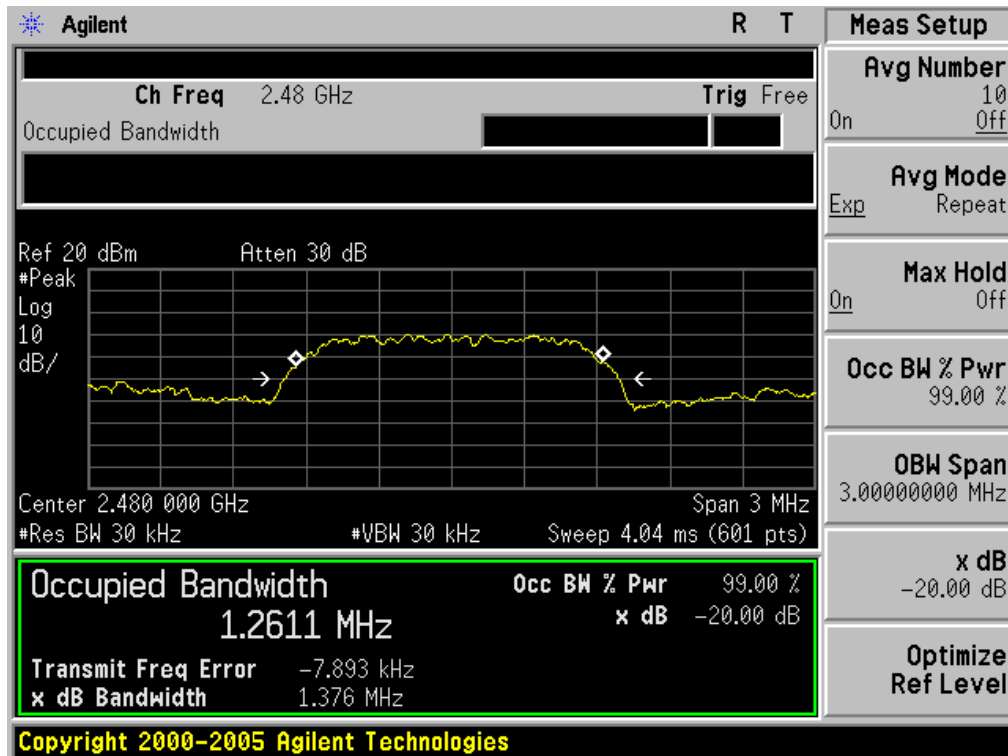 Agilent R T
Ch Freq 2.48 GHz Trig Free
Occupied Bandwidth
Ref 20 dBm Atten 30 dB
#Peak
Log
10
dB/
Center 2.480 000 GHz Span 3 MHz
#Res BW 30 kHz #VBW 30 kHz Sweep 4.04 ms (601 pts)
Occupied Bandwidth
1.2611 MHz
Occ BW % Pwr 99.00 %
x dB -20.00 dB
Transmit Freq Error -7.893 kHz
x dB Bandwidth 1.376 MHz
Copyright 2000-2005 Agilent Technologies
Meas Setup
Avg Number
10
On Off
Avg Mode
Exp Repeat
Max Hold
On Off
Occ BW % Pwr
99.00 %
OBW Span
3.00000000 MHz
x dB
-20.00 dB
Optimize
Ref Level